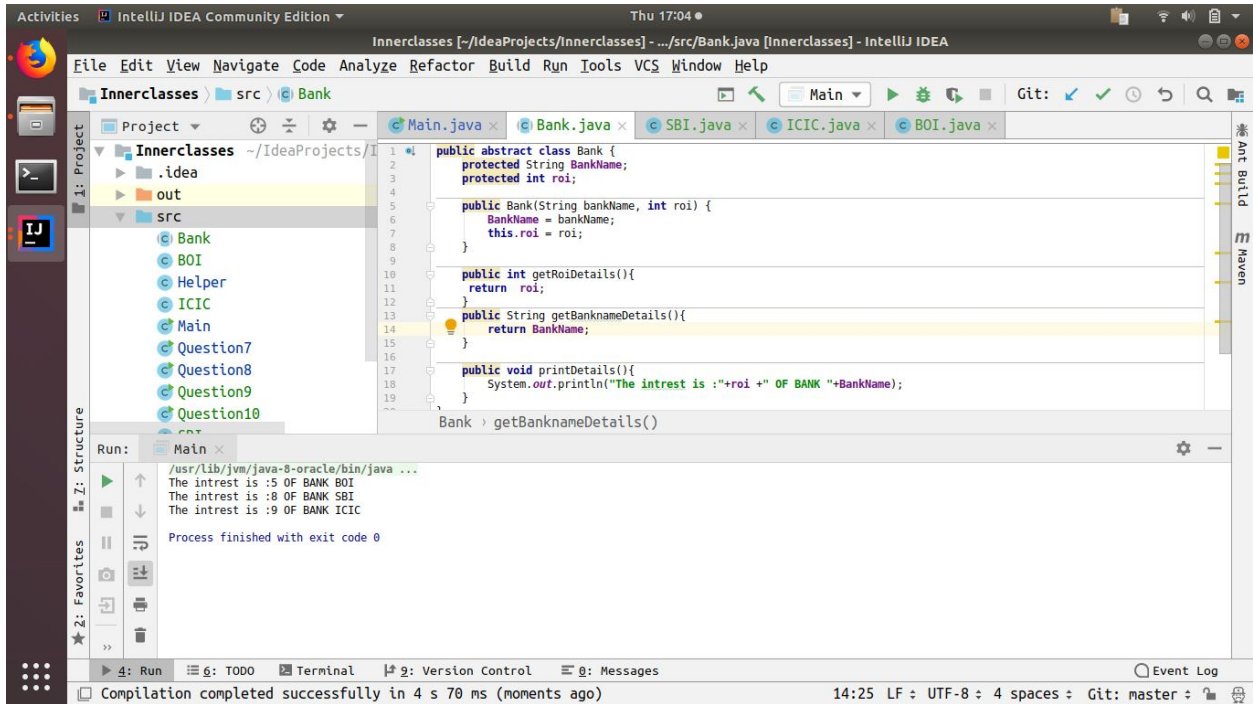 Activities IntelliJ IDEA Community Edition Thu 17:04
Innerclasses [~/IdeaProjects/Innerclasses] - .../src/Bank.java [Innerclasses] - IntelliJ IDEA
File Edit View Navigate Code Analyze Refactor Build Run Tools VCS Window Help
Innerclasses src Bank Main Git:
Project Main.java Bank.java SBI.java ICIC.java BOI.java
1: Project
Innerclasses ~/IdeaProjects/I
.idea
out
src
Bank
BOI
Helper
ICIC
Main
Question7
Question8
Question9
Question10
SBI
1 public abstract class Bank {
2 protected String BankName;
3 protected int roi;
4
5 public Bank(String bankName, int roi) {
6 BankName = bankName;
7 this.roi = roi;
8 }
9
10 public int getRoiDetails(){
11 return roi;
12 }
13 public String getBanknameDetails(){
14 return BankName;
15 }
16
17 public void printDetails(){
18 System.out.println("The intrest is :"+roi +" OF BANK "+BankName);
19 }
20 }
Bank › getBanknameDetails()
Ant Build
m Maven
7: Structure
2: Favorites
Run: Main
/usr/lib/jvm/java-8-oracle/bin/java ...
The intrest is :5 OF BANK BOI
The intrest is :8 OF BANK SBI
The intrest is :9 OF BANK ICIC
Process finished with exit code 0
4: Run 6: TODO Terminal 9: Version Control 0: Messages Event Log
Compilation completed successfully in 4 s 70 ms (moments ago) 14:25 LF UTF-8 4 spaces Git: master